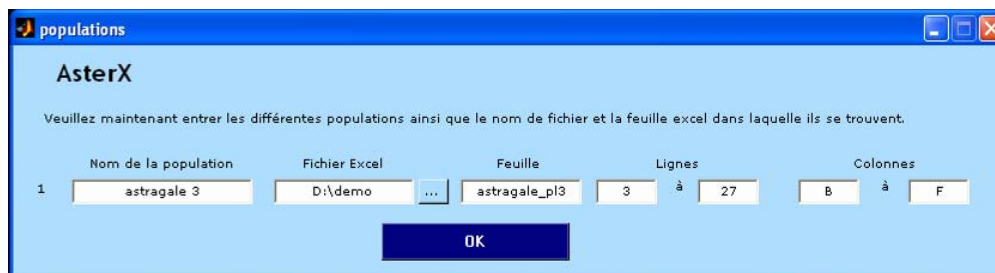 populations
AsterX
Veuillez maintenant entrer les différentes populations ainsi que le nom de fichier et la feuille excel dans laquelle ils se trouvent.
Nom de la population Fichier Excel Feuille Lignes Colonnes
1 astragale 3 D:\demo ... astragale_pl3 3 à 27 B à F
OK